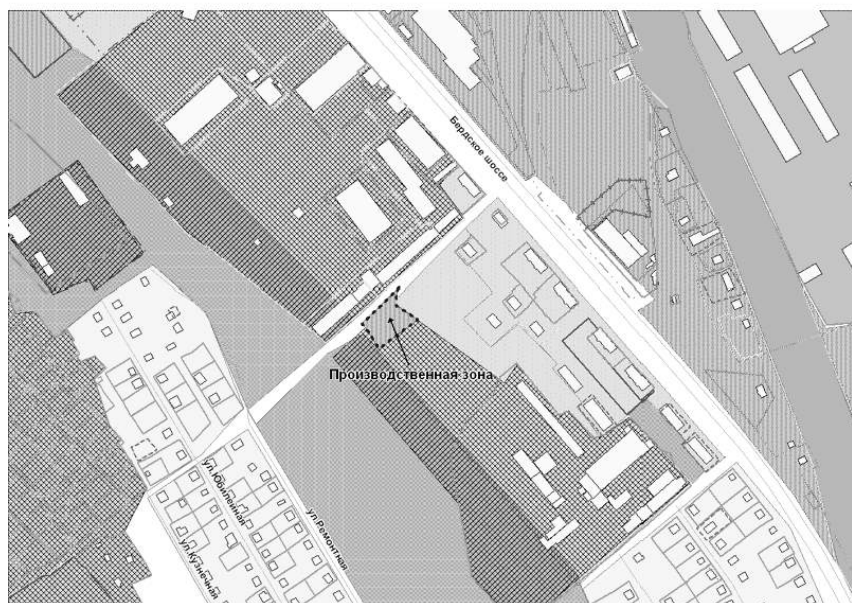 Бердское шоссе
Производственная зона
ул.Юбилейная
ул.Ремонтная
ул.Кузнечная